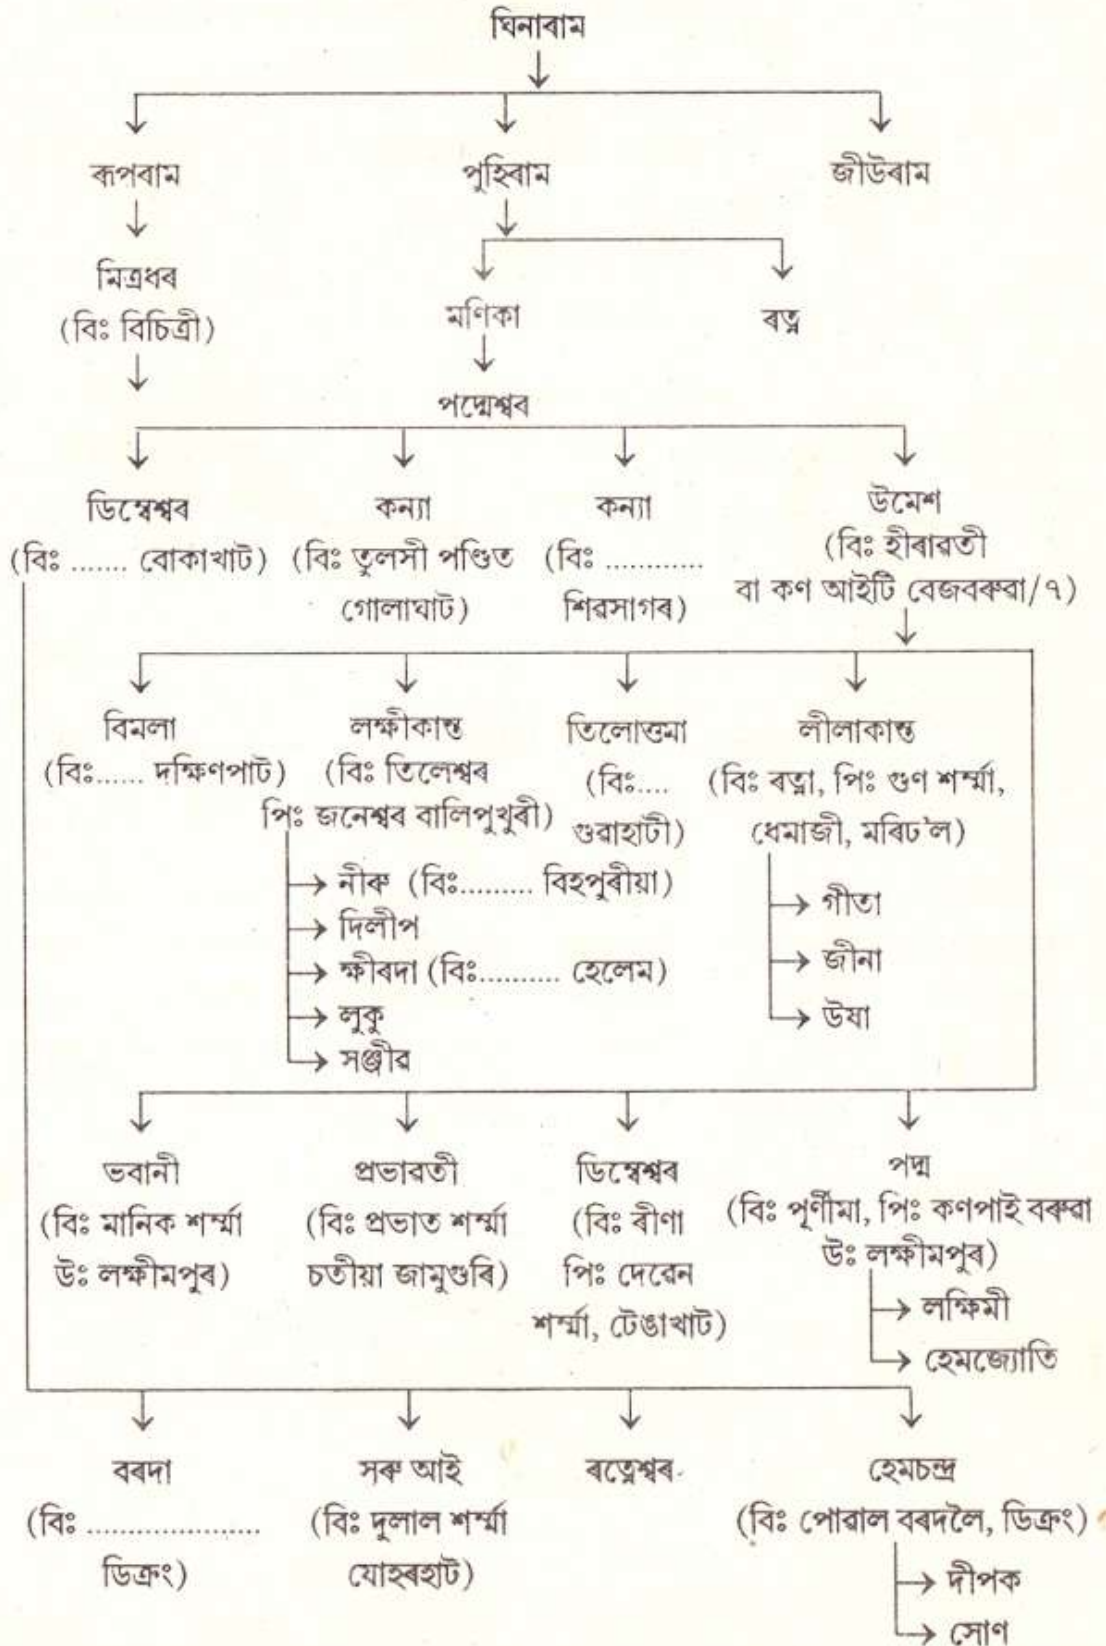 ঘিনাৰাম
ৰূপৰাম পুহিৰাম জীউৰাম
মিত্ৰধৰ
(বিঃ বিচিত্ৰী) মণিকা ৰত্ন
পদ্মেশ্বৰ
ডিম্বেশ্বৰ কন্যা কন্যা উমেশ
(বিঃ ....... বোকাখাট) (বিঃ তুলসী পণ্ডিত (বিঃ ............ (বিঃ হীৰাৱতী
গোলাঘাট) শিৱসাগৰ) বা কণ আইটি বেজবৰুৱা/৭)
বিমলা লক্ষীকান্ত তিলোত্তমা লীলাকান্ত
(বিঃ...... দক্ষিণপাট) (বিঃ তিলেশ্বৰ (বিঃ.... (বিঃ ৰত্না, পিঃ গুণ শৰ্ম্মা,
পিঃ জনেশ্বৰ বালিপুখুৰী) গুৱাহাটী) ধেমাজী, মৰিঢ'ল)
নীৰু (বিঃ......... বিহপুৰীয়া) গীতা
দিলীপ
ক্ষীৰদা (বিঃ.......... হেলেম) জীনা
লুকু উষা
সঞ্জীৱ
ভবানী প্ৰভাৱতী ডিম্বেশ্বৰ পদ্ম
(বিঃ মানিক শৰ্ম্মা (বিঃ প্ৰভাত শৰ্ম্মা (বিঃ ৰীণা (বিঃ পূৰ্ণীমা, পিঃ কণপাই বৰুৱা
উঃ লক্ষীমপুৰ) চতীয়া জামুগুৰি) পিঃ দেৱেন উঃ লক্ষীমপুৰ)
শৰ্ম্মা, টেঙাখাট) লক্ষিমী
হেমজ্যোতি
বৰদা সৰু আই ৰত্নেশ্বৰ হেমচন্দ্ৰ
(বিঃ ...................... (বিঃ দুলাল শৰ্ম্মা (বিঃ পোৱাল বৰদলৈ, ডিক্ৰং)
ডিক্ৰং) যোহৰহাট) দীপক
সোণ